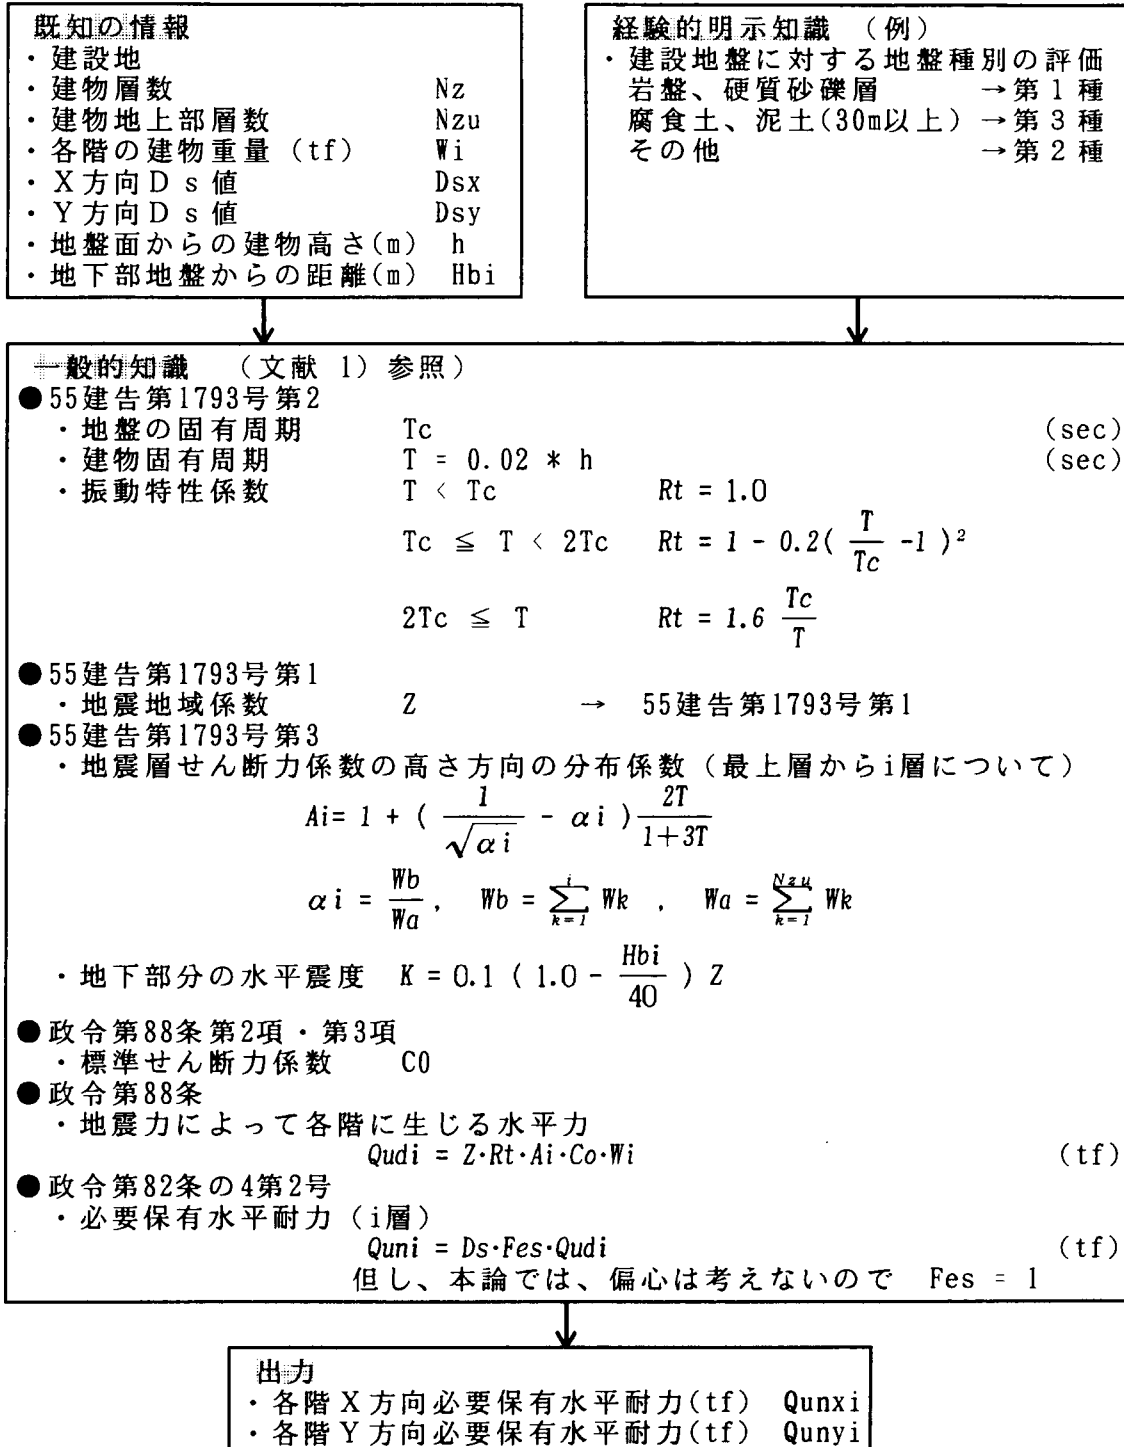 既知の情報
・建設地
・建物層数 Nz
・建物地上部層数 Nzu
・各階の建物重量 (tf) Wi
・X方向Ds値 Dsx
・Y方向Ds値 Dsy
・地盤面からの建物高さ(m) h
・地下部地盤からの距離(m) Hbi
経験的明示知識 (例)
・建設地盤に対する地盤種別の評価
岩盤、硬質砂礫層 →第1種
腐食土、泥土(30m以上) →第3種
その他 →第2種
一般的知識 (文献 1) 参照)
●55建告第1793号第2
・地盤の固有周期 Tc (sec)
・建物固有周期 T = 0.02 * h (sec)
・振動特性係数 T < Tc Rt = 1.0
Tc ≦ T < 2Tc Rt = 1 - 0.2( T/Tc -1 )²
2Tc ≦ T Rt = 1.6 Tc/T
●55建告第1793号第1
・地震地域係数 Z → 55建告第1793号第1
●55建告第1793号第3
・地震層せん断力係数の高さ方向の分布係数 (最上層からi層について)
Ai= 1 + ( 1/√αi - αi ) 2T/1+3T
αi = Wb/Wa , Wb = Σ_{k=1}^{i} Wk , Wa = Σ_{k=1}^{Nzu} Wk
・地下部分の水平震度 K = 0.1 ( 1.0 - Hbi/40 ) Z
●政令第88条第2項・第3項
・標準せん断力係数 C0
●政令第88条
・地震力によって各階に生じる水平力
Qudi = Z・Rt・Ai・Co・Wi (tf)
●政令第82条の4第2号
・必要保有水平耐力 (i層)
Quni = Ds・Fes・Qudi (tf)
但し、本論では、偏心は考えないので Fes = 1
出力
・各階X方向必要保有水平耐力(tf) Qunxi
・各階Y方向必要保有水平耐力(tf) Qunyi